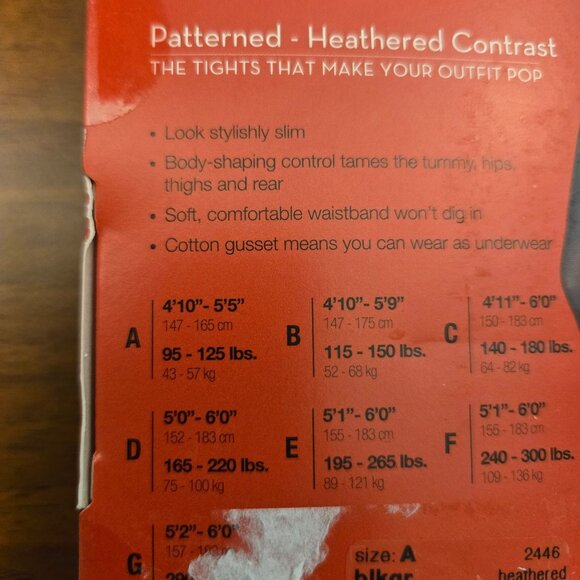 Patterned - Heathered Contrast
THE TIGHTS THAT MAKE YOUR OUTFIT POP
• Look stylishly slim
• Body-shaping control tames the tummy, hips,
thighs and rear
• Soft, comfortable waistband won't dig in
• Cotton gusset means you can wear as underwear
A
4'10"- 5'5"
147 - 165 cm
95 - 125 lbs.
43 - 57 kg
B
4'10"- 5'9"
147 - 175 cm
115 - 150 lbs.
52 - 68 kg
C
4'11"- 6'0"
150 - 183 cm
140 - 180 lbs.
64 - 82 kg
D
5'0"- 6'0"
152 - 183 cm
165 - 220 lbs.
75 - 100 kg
E
5'1"- 6'0"
155 - 183 cm
195 - 265 lbs.
89 - 121 kg
F
5'1"- 6'0"
155 - 183 cm
240 - 300 lbs.
109 - 136 kg
G
5'2"- 6'0"
157 -
size: A
blkgr
2446
heathered